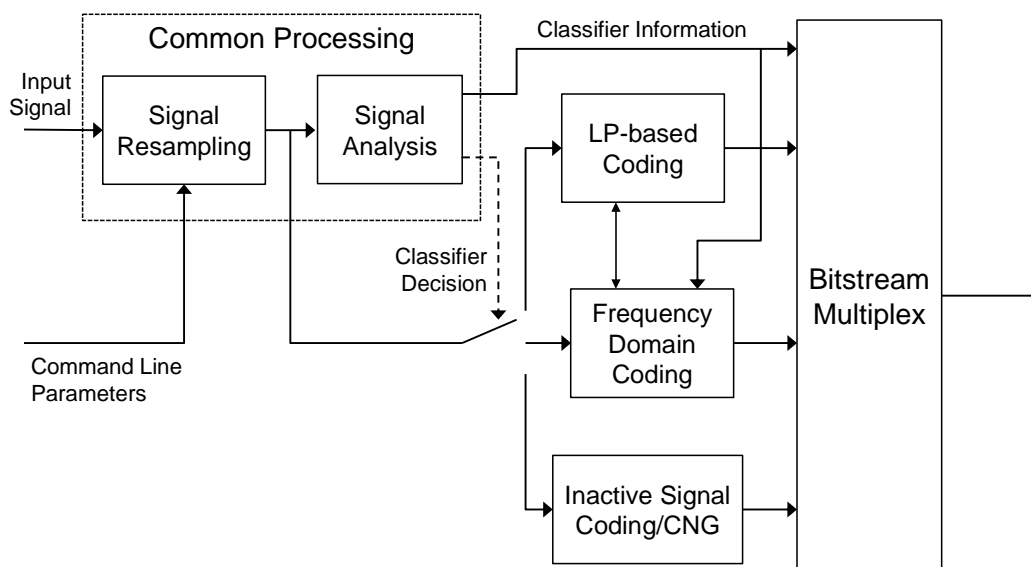 Common Processing
Classifier Information
Input
Signal
Signal
Resampling
Signal
Analysis
LP-based
Coding
Classifier
Decision
Bitstream
Multiplex
Frequency
Domain
Coding
Command Line
Parameters
Inactive Signal
Coding/CNG